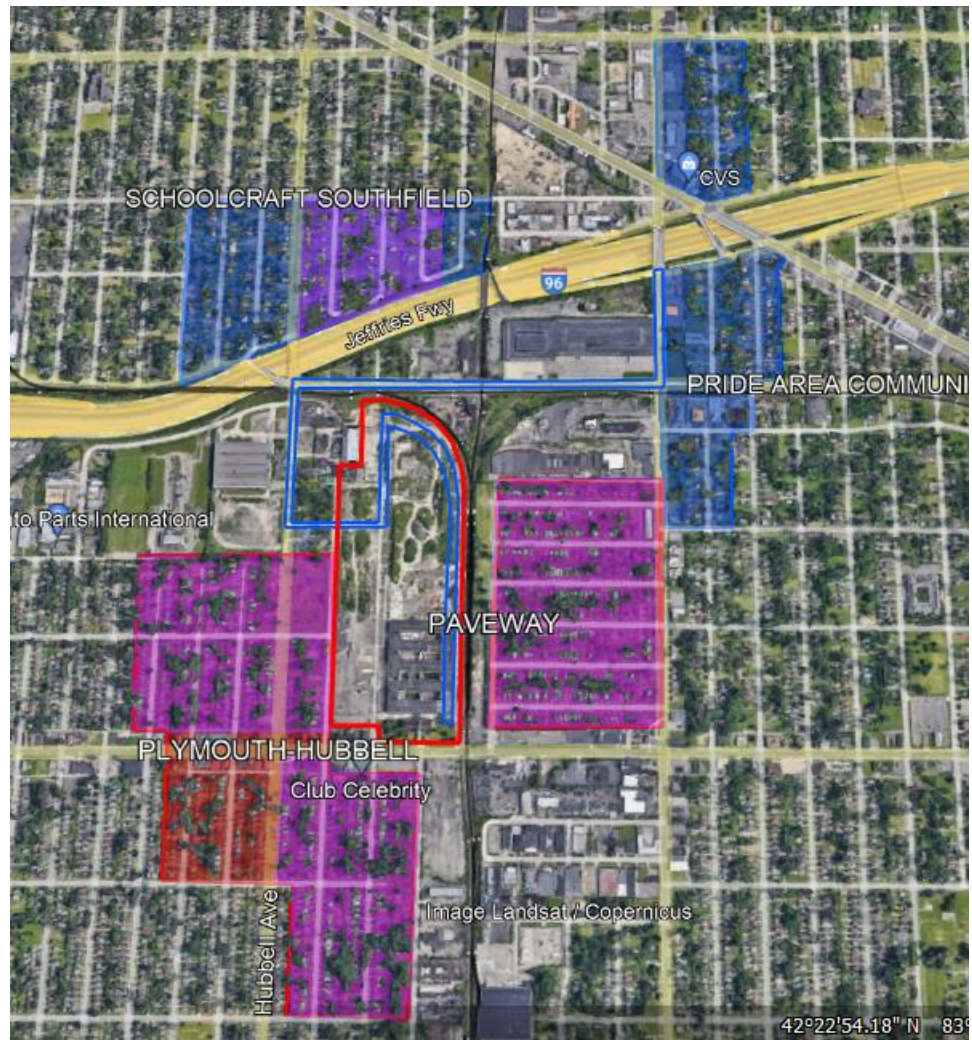 CVS
SCHOOLCRAFT SOUTHFIELD
96
Jeffries Fwy
PRIDE AREA COMMUNI
to Parts International
PAVEWAY
PLYMOUTH-HUBBELL
Club Celebrity
Hubbell Ave
Image Landsat / Copernicus
42°22'54.18" N 83°